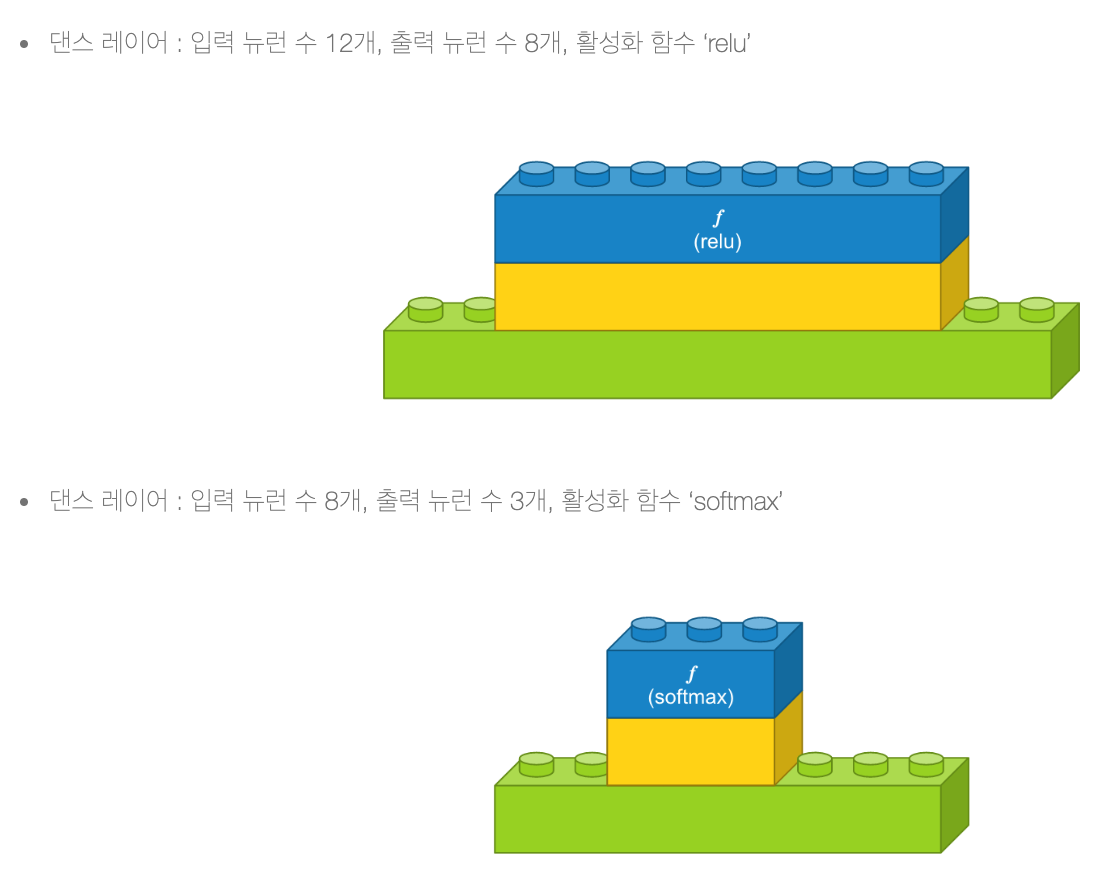 • 댄스 레이어 : 입력 뉴런 수 12개, 출력 뉴런 수 8개, 활성화 함수 ‘relu’
f
(relu)
• 댄스 레이어 : 입력 뉴런 수 8개, 출력 뉴런 수 3개, 활성화 함수 ‘softmax’
f
(softmax)